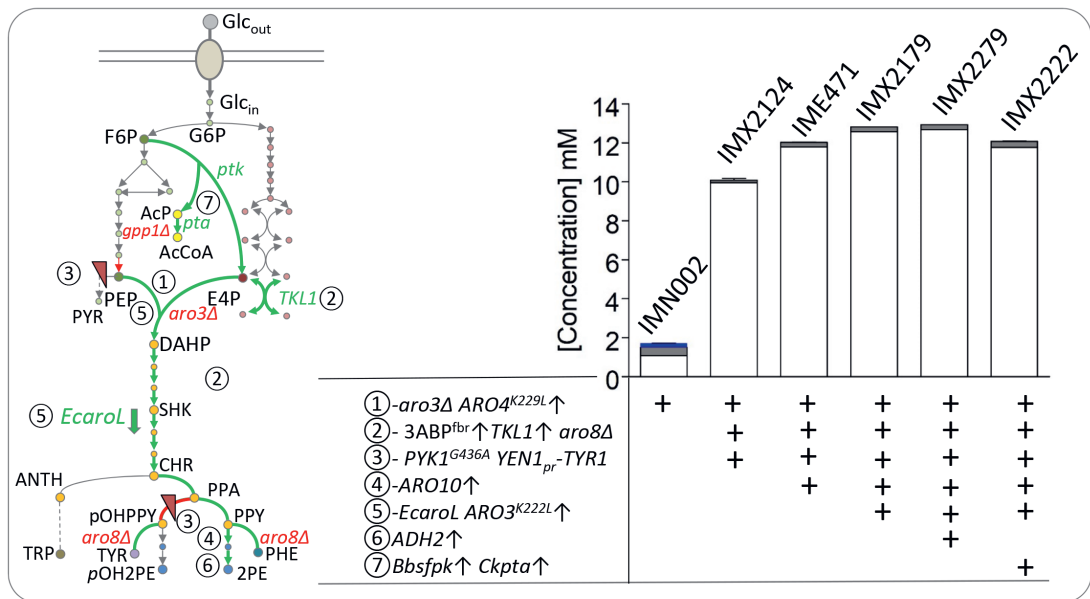 Glc_out
Glc_in
F6P
G6P
ptk
⑦
AcP
pta
gpp1Δ
AcCoA
③
①
PEP
⑤
E4P
TKL1 ②
PYR
aro3Δ
DAHP
②
⑤ EcaroL
SHK
CHR
ANTH
PPA
pOHPPY
③
PPY
aro8Δ
④
aro8Δ
TRP
TYR
PHE
pOH2PE
⑥
2PE
[Concentration] mM
14
12
10
8
6
4
2
0
IMN002
IMX2124
IME471
IMX2179
IMX2279
IMX2222
①-aro3Δ ARO4^K229L↑ + + + + + +
②- 3ABP^fbr↑TKL1↑ aro8Δ + + + + +
③- PYK1^G436A YEN1_pr-TYR1 + + + + +
④-ARO10↑ + + + +
⑤-EcaroL ARO3^K222L↑ + + +
⑥ADH2↑ +
⑦Bbsfpk↑ Ckpta↑ +